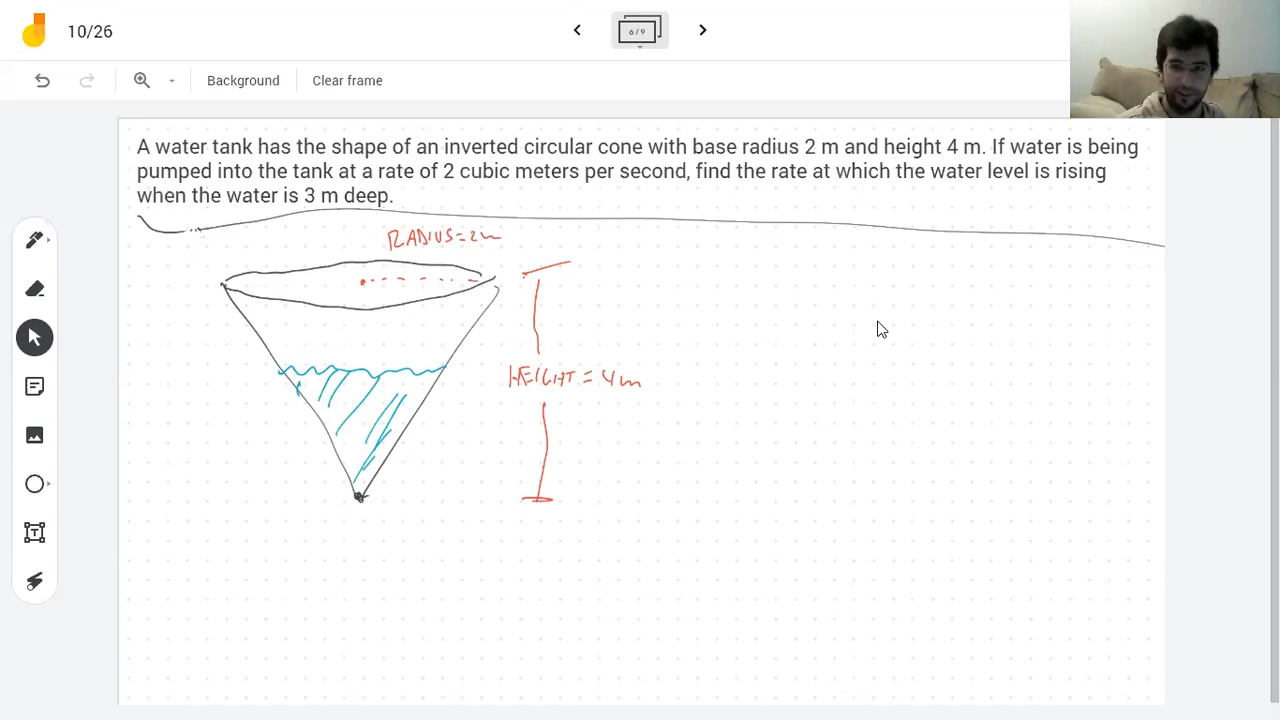 10/26
6/9
Background
Clear frame
A water tank has the shape of an inverted circular cone with base radius 2 m and height 4 m. If water is being
pumped into the tank at a rate of 2 cubic meters per second, find the rate at which the water level is rising
when the water is 3 m deep.
RADIUS=2m
HEIGHT = 4m
T